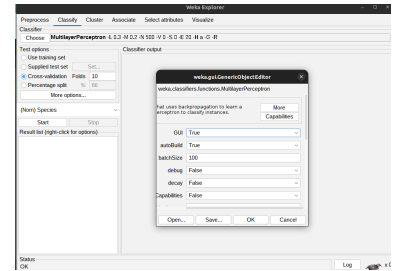 Weka Explorer
Preprocess Classify Cluster Associate Select attributes Visualize
Classifier
Choose MultilayerPerceptron -L 0.3 -M 0.2 -N 500 -V 0 -S 0 -E 20 -H a -G -R
Test options
Use training set
Supplied test set Set...
Cross-validation Folds 10
Percentage split % 66
More options...
(Nom) Species
Start Stop
Result list (right-click for options)
Classifier output
weka.gui.GenericObjectEditor
weka.classifiers.functions.MultilayerPerceptron
hat uses backpropagation to learn a
erceptron to classify instances.
More
Capabilities
GUI True
autoBuild True
batchSize 100
debug False
decay False
Capabilities False
Open... Save... OK Cancel
Status
OK
Log x 0